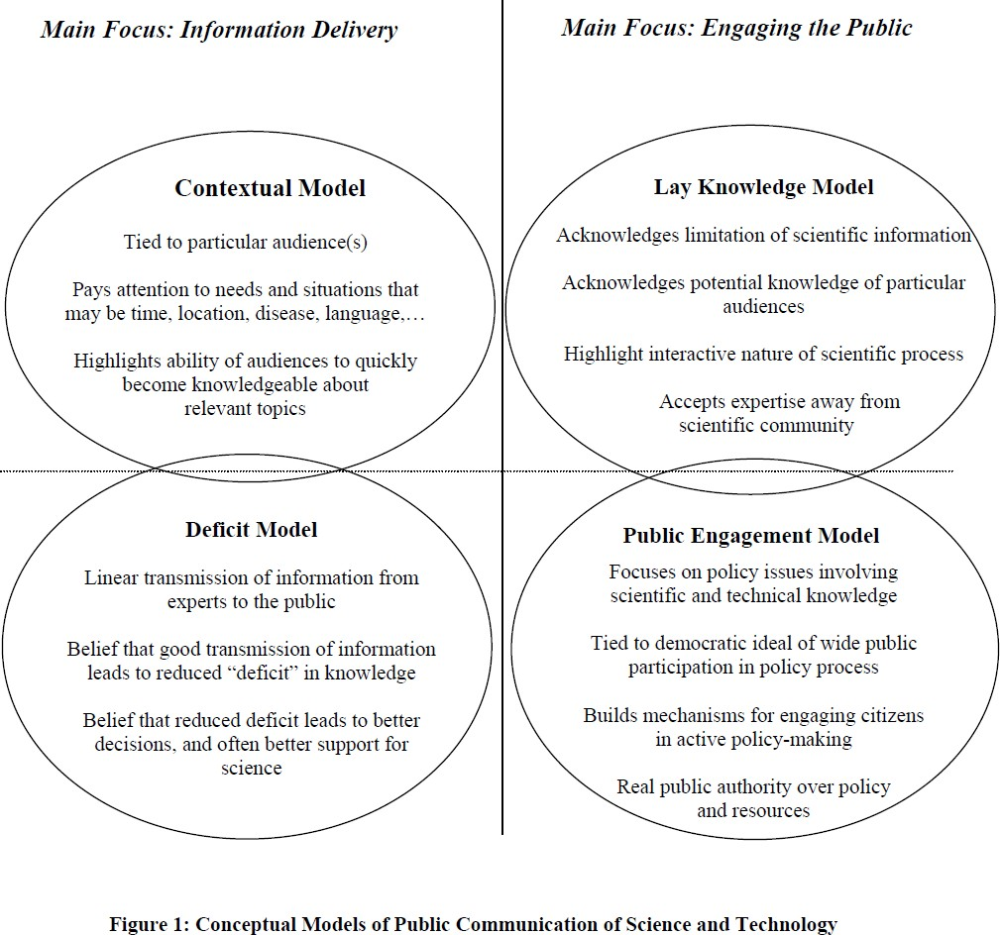 Main Focus: Information Delivery
Main Focus: Engaging the Public
Contextual Model
Tied to particular audience(s)
Pays attention to needs and situations that
may be time, location, disease, language,…
Highlights ability of audiences to quickly
become knowledgeable about
relevant topics
Lay Knowledge Model
Acknowledges limitation of scientific information
Acknowledges potential knowledge of particular
audiences
Highlight interactive nature of scientific process
Accepts expertise away from
scientific community
Deficit Model
Linear transmission of information from
experts to the public
Belief that good transmission of information
leads to reduced “deficit” in knowledge
Belief that reduced deficit leads to better
decisions, and often better support for
science
Public Engagement Model
Focuses on policy issues involving
scientific and technical knowledge
Tied to democratic ideal of wide public
participation in policy process
Builds mechanisms for engaging citizens
in active policy-making
Real public authority over policy
and resources
Figure 1: Conceptual Models of Public Communication of Science and Technology